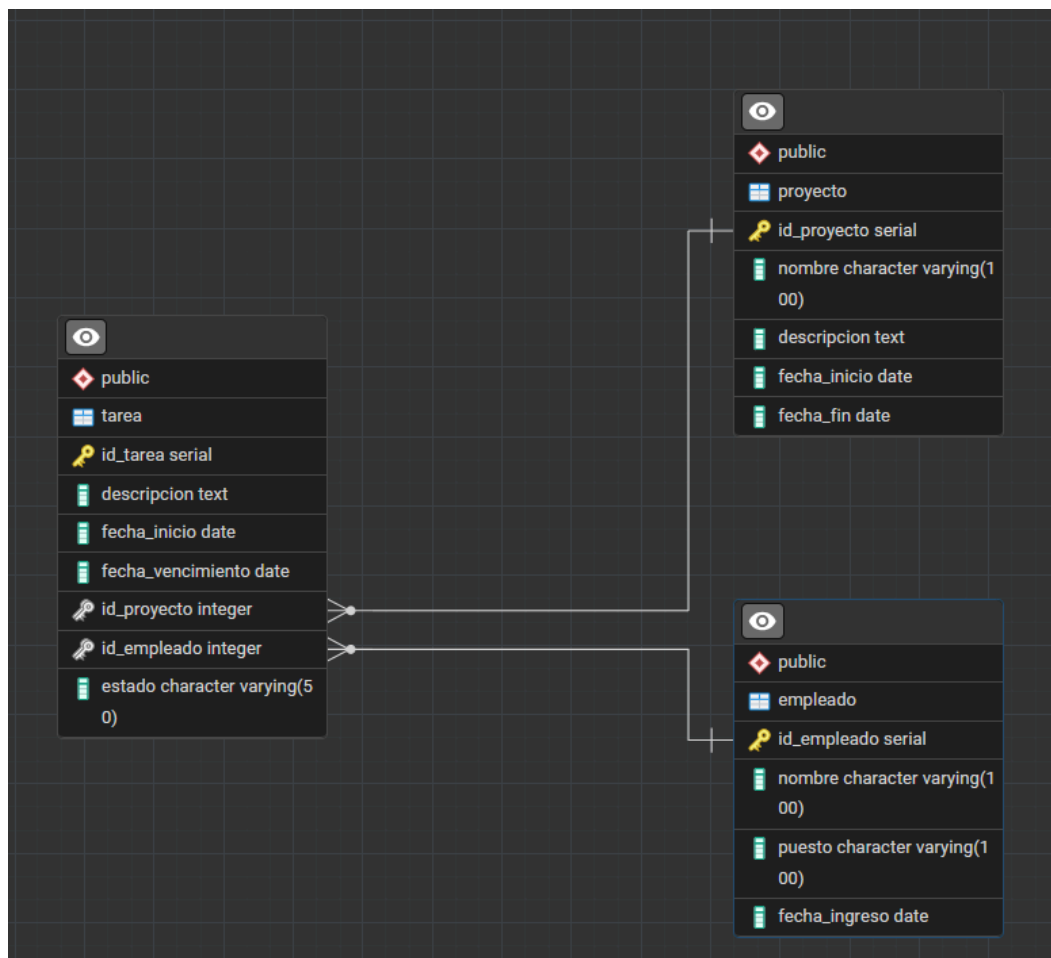 public
proyecto
id_proyecto serial
nombre character varying(1
00)
descripcion text
fecha_inicio date
fecha_fin date
public
tarea
id_tarea serial
descripcion text
fecha_inicio date
fecha_vencimiento date
id_proyecto integer
id_empleado integer
estado character varying(5
0)
public
empleado
id_empleado serial
nombre character varying(1
00)
puesto character varying(1
00)
fecha_ingreso date